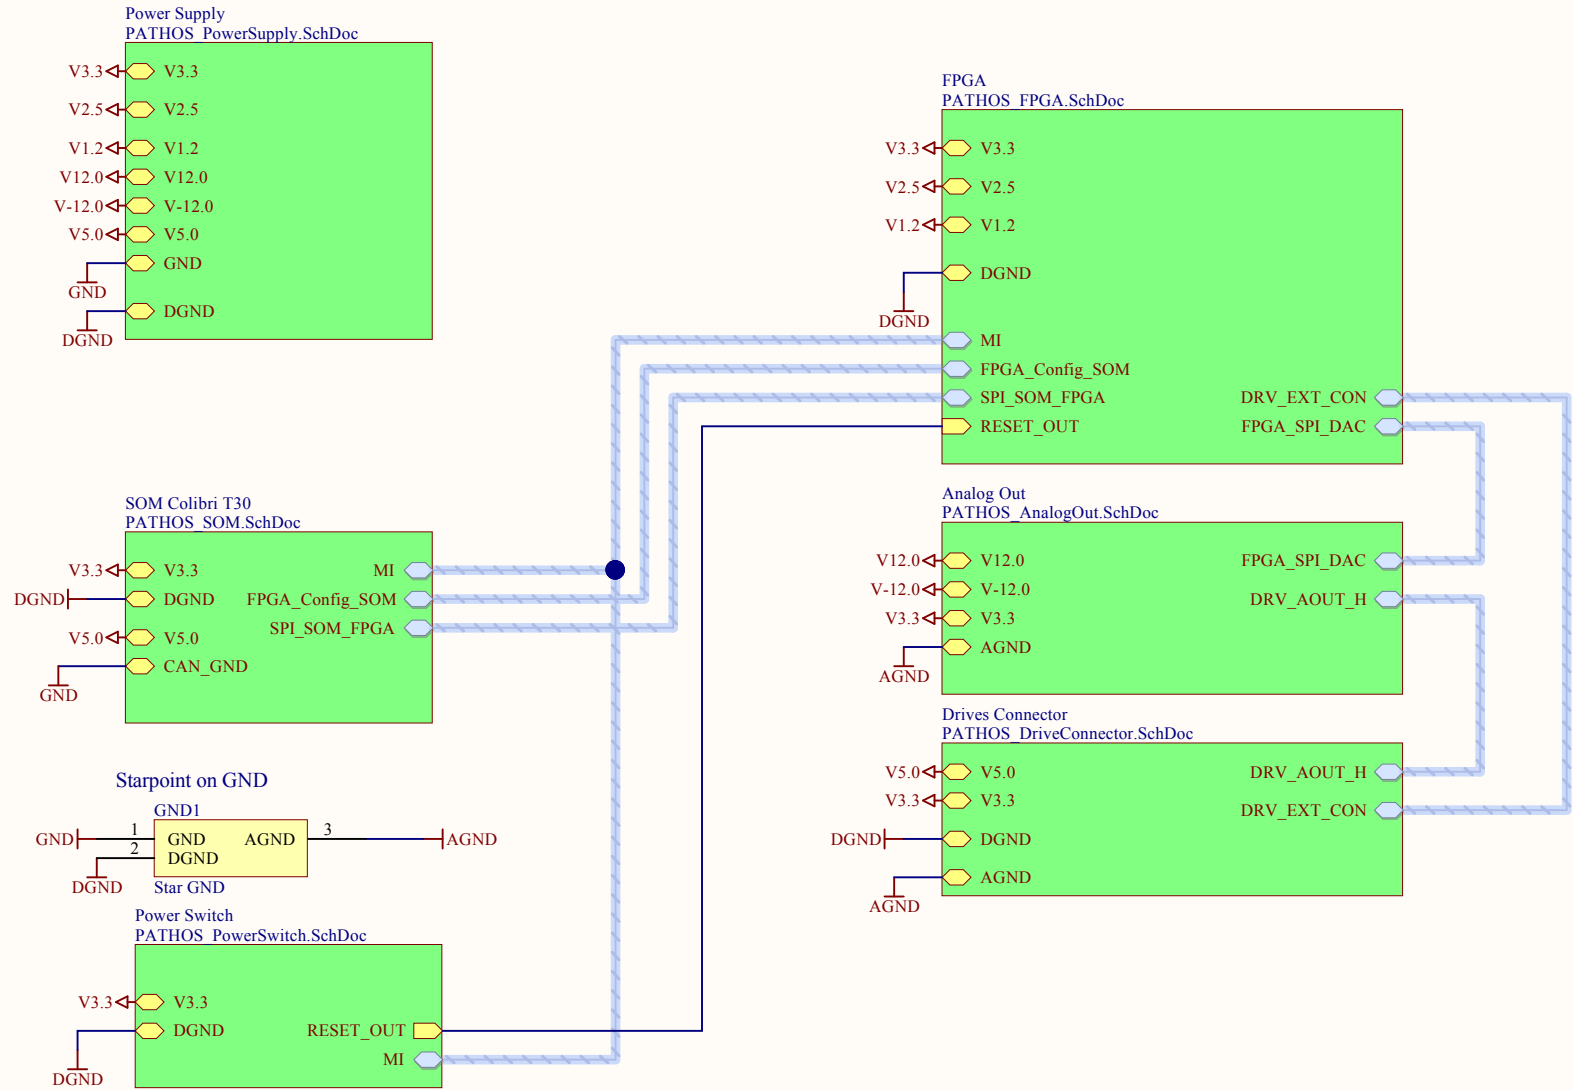 Power Supply
PATHOS_PowerSupply.SchDoc
V3.3 V3.3
V2.5 V2.5
V1.2 V1.2
V12.0 V12.0
V-12.0 V-12.0
V5.0 V5.0
GND
GND
DGND
DGND
FPGA
PATHOS_FPGA.SchDoc
V3.3 V3.3
V2.5 V2.5
V1.2 V1.2
DGND
DGND
MI
FPGA_Config_SOM
SPI_SOM_FPGA DRV_EXT_CON
RESET_OUT FPGA_SPI_DAC
SOM Colibri T30
PATHOS_SOM.SchDoc
V3.3 V3.3 MI
DGND DGND FPGA_Config_SOM
SPI_SOM_FPGA
V5.0 V5.0
CAN_GND
GND
Analog Out
PATHOS_AnalogOut.SchDoc
V12.0 V12.0 FPGA_SPI_DAC
V-12.0 V-12.0 DRV_AOUT_H
V3.3 V3.3
AGND
AGND
Drives Connector
PATHOS_DriveConnector.SchDoc
V5.0 V5.0 DRV_AOUT_H
V3.3 V3.3
DRV_EXT_CON
DGND DGND
AGND
AGND
Starpoint on GND
GND1
GND 1 GND AGND 3 AGND
2 DGND
DGND Star GND
Power Switch
PATHOS_PowerSwitch.SchDoc
V3.3 V3.3
DGND RESET_OUT
MI
DGND